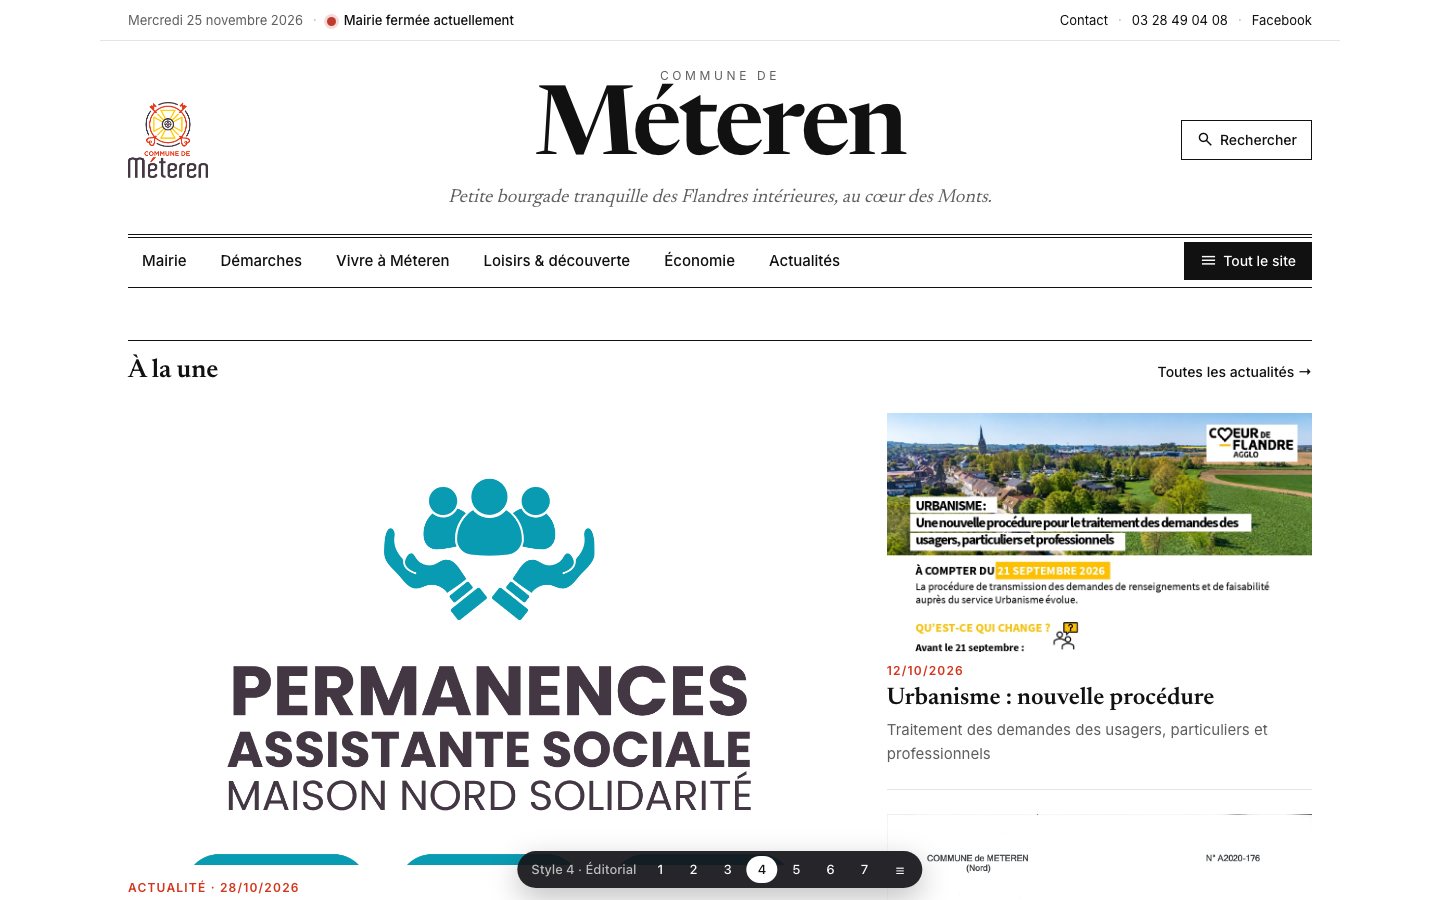 Mercredi 25 novembre 2026 · Mairie fermée actuellement
Contact · 03 28 49 04 08 · Facebook
COMMUNE DE
Méteren
COMMUNE DE
Méteren
Rechercher
Petite bourgade tranquille des Flandres intérieures, au cœur des Monts.
Mairie
Démarches
Vivre à Méteren
Loisirs & découverte
Économie
Actualités
Tout le site
À la une
Toutes les actualités →
PERMANENCES
ASSISTANTE SOCIALE
MAISON NORD SOLIDARITÉ
ACTUALITÉ · 28/10/2026
CŒUR DE
FLANDRE
AGGLO
URBANISME :
Une nouvelle procédure pour le traitement des demandes des
usagers, particuliers et professionnels
À COMPTER DU 21 SEPTEMBRE 2026
La procédure de transmission des demandes de renseignements et de faisabilité
auprès du service Urbanisme évolue.
QU'EST-CE QUI CHANGE ?
?
Avant le 21 septembre :
12/10/2026
Urbanisme : nouvelle procédure
Traitement des demandes des usagers, particuliers et
professionnels
COMMUNE de METEREN
(Nord)
N° A2020-176
Style 4 · Éditorial 1 2 3 4 5 6 7 ≡